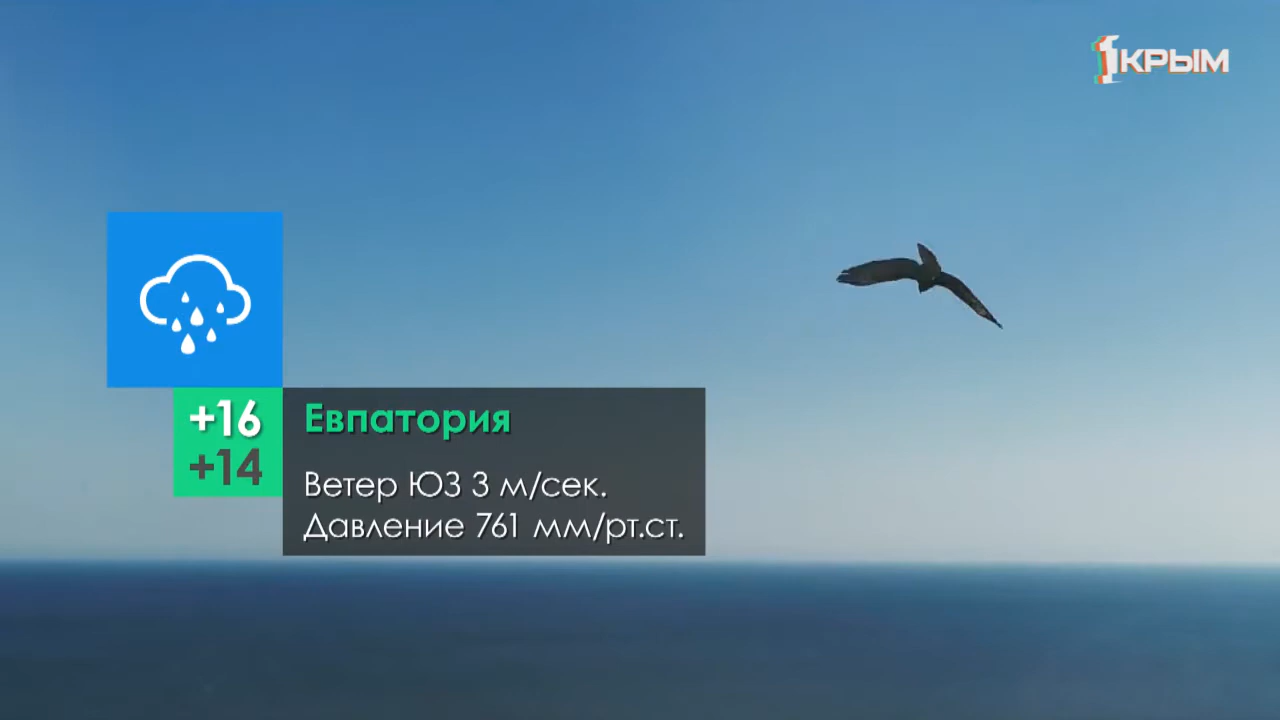 1КРЫМ
+16
+14
Евпатория
Ветер ЮЗ 3 м/сек.
Давление 761 мм/рт.ст.